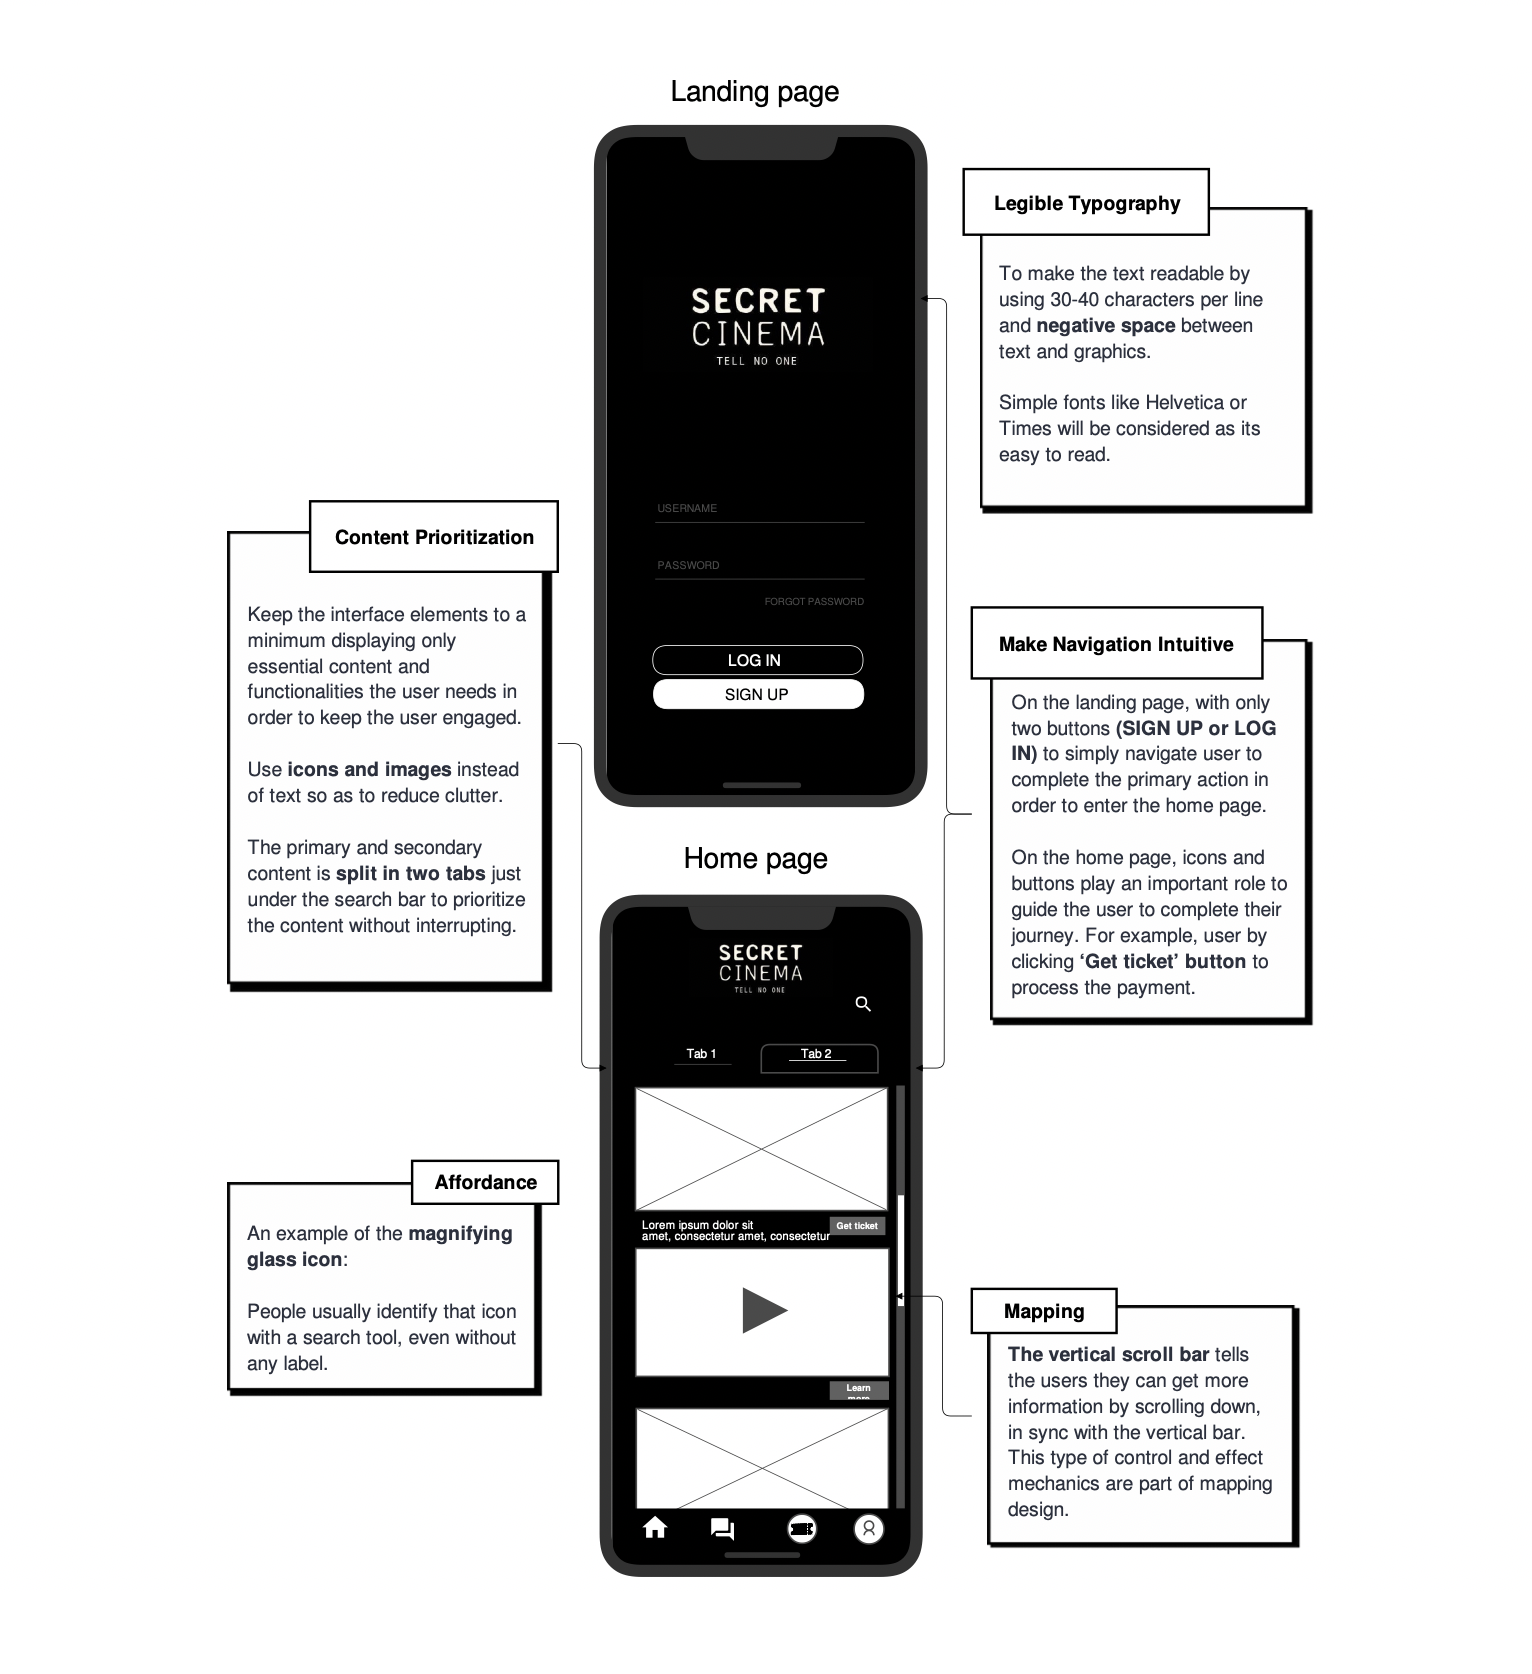 Landing page
SECRET
CINEMA
TELL NO ONE
USERNAME
PASSWORD
FORGOT PASSWORD
LOG IN
SIGN UP
Legible Typography
To make the text readable by
using 30-40 characters per line
and negative space between
text and graphics.
Simple fonts like Helvetica or
Times will be considered as its
easy to read.
Content Prioritization
Keep the interface elements to a
minimum displaying only
essential content and
functionalities the user needs in
order to keep the user engaged.
Use icons and images instead
of text so as to reduce clutter.
The primary and secondary
content is split in two tabs just
under the search bar to prioritize
the content without interrupting.
Make Navigation Intuitive
On the landing page, with only
two buttons (SIGN UP or LOG
IN) to simply navigate user to
complete the primary action in
order to enter the home page.
On the home page, icons and
buttons play an important role to
guide the user to complete their
journey. For example, user by
clicking ‘Get ticket’ button to
process the payment.
Home page
SECRET
CINEMA
TELL NO ONE
Tab 1
Tab 2
Lorem ipsum dolor sit
amet, consectetur amet, consectetur
Get ticket
Learn
more
Affordance
An example of the magnifying
glass icon:
People usually identify that icon
with a search tool, even without
any label.
Mapping
The vertical scroll bar tells
the users they can get more
information by scrolling down,
in sync with the vertical bar.
This type of control and effect
mechanics are part of mapping
design.